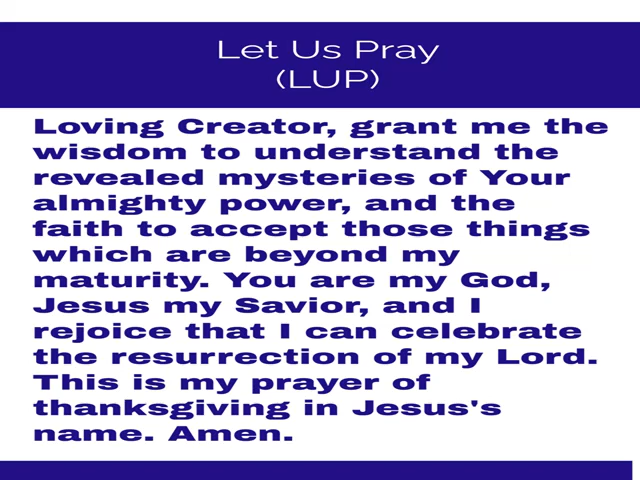 Let Us Pray
(LUP)
Loving Creator, grant me the
wisdom to understand the
revealed mysteries of Your
almighty power, and the
faith to accept those things
which are beyond my
maturity. You are my God,
Jesus my Savior, and I
rejoice that I can celebrate
the resurrection of my Lord.
This is my prayer of
thanksgiving in Jesus's
name. Amen.